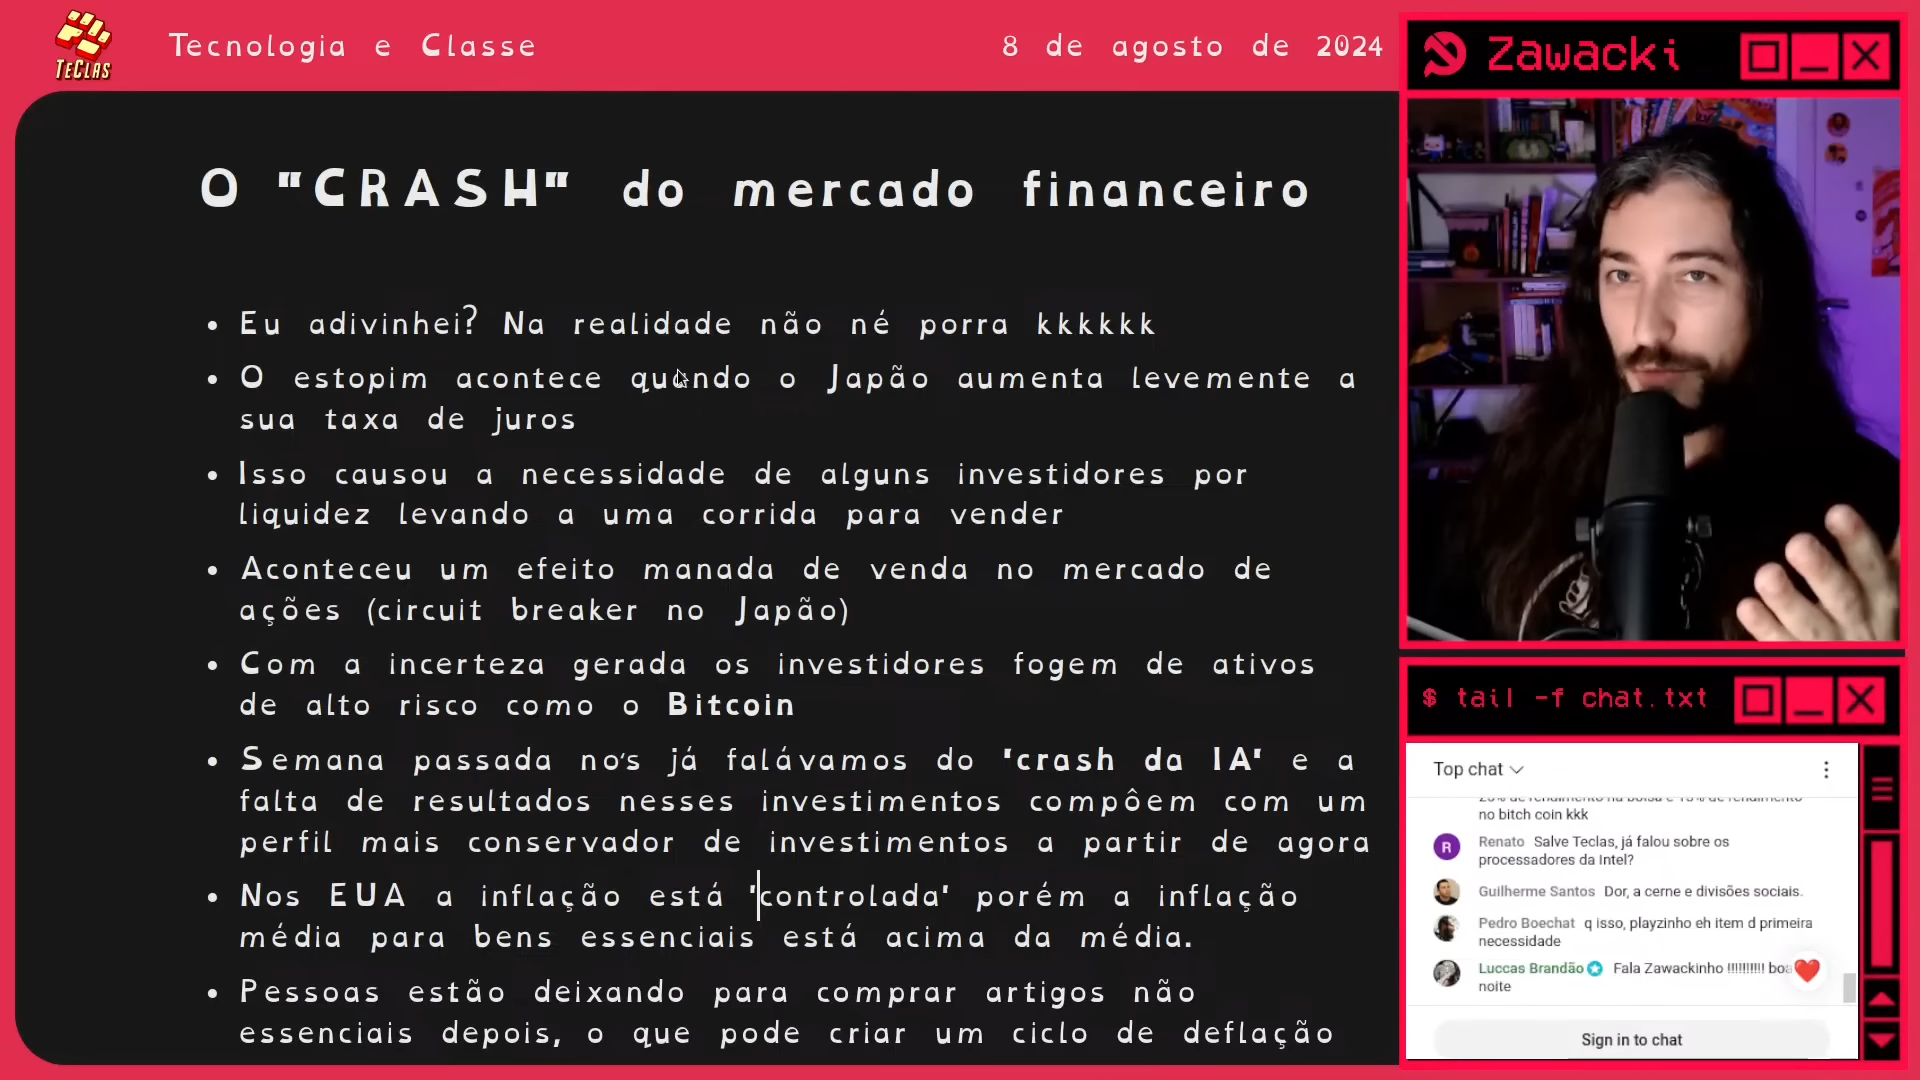 TECLAS
Tecnologia e Classe
8 de agosto de 2024
O "CRASH" do mercado financeiro
• Eu adivinhei? Na realidade não né porra kkkkkk
• O estopim acontece quando o Japão aumenta levemente a
sua taxa de juros
• Isso causou a necessidade de alguns investidores por
liquidez levando a uma corrida para vender
• Aconteceu um efeito manada de venda no mercado de
ações (circuit breaker no Japão)
• Com a incerteza gerada os investidores fogem de ativos
de alto risco como o Bitcoin
• Semana passada no's já falávamos do 'crash da IA' e a
falta de resultados nesses investimentos compôem com um
perfil mais conservador de investimentos a partir de agora
• Nos EUA a inflação está 'controlada' porém a inflação
média para bens essenciais está acima da média.
• Pessoas estão deixando para comprar artigos não
essenciais depois, o que pode criar um ciclo de deflação
Zawacki
$ tail -f chat.txt
Top chat
no bitch coin kkk
R
Renato Salve Teclas, já falou sobre os
processadores da Intel?
Guilherme Santos Dor, a cerne e divisões sociais.
Pedro Boechat q isso, playzinho eh item d primeira
necessidade
Luccas Brandão Fala Zawackinho !!!!!!!!!! boa
noite
Sign in to chat